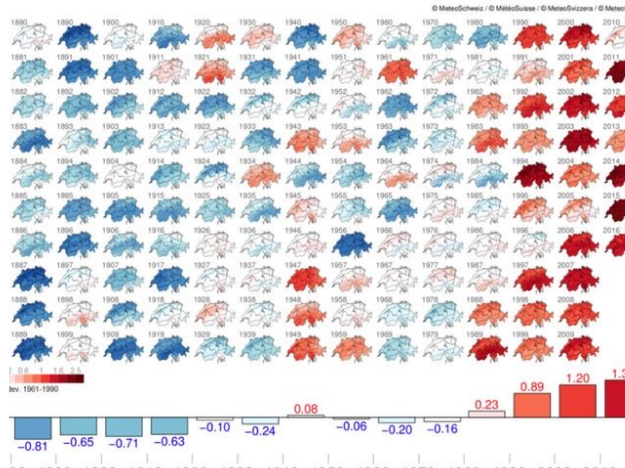 © MeteoSchweiz / © MétéoSuisse / © MeteoSvizzera / © Mete
1880 1890 1900 1910 1920 1930 1940 1950 1960 1970 1980 1990 2000 2010
1881 1891 1901 1911 1921 1931 1941 1951 1961 1971 1981 1991 2001 2011
1882 1892 1902 1912 1922 1932 1942 1952 1962 1972 1982 1992 2002 2012
1883 1893 1903 1913 1923 1933 1943 1953 1963 1973 1983 1993 2003 2013
1884 1894 1904 1914 1924 1934 1944 1954 1964 1974 1984 1994 2004 2014
1885 1895 1905 1915 1925 1935 1945 1955 1965 1975 1985 1995 2005 2015
1886 1896 1906 1916 1926 1936 1946 1956 1966 1976 1986 1996 2006 2016
1887 1897 1907 1917 1927 1937 1947 1957 1967 1977 1987 1997 2007
1888 1898 1908 1918 1928 1938 1948 1958 1968 1978 1988 1998 2008
1889 1899 1909 1919 1929 1939 1949 1959 1969 1979 1989 1999 2009
0.6 1 1.6 2.5
dev. 1961-1990
−0.81 −0.65 −0.71 −0.63 −0.10 −0.24 0.08 −0.06 −0.20 −0.16 0.23 0.89 1.20 1.3